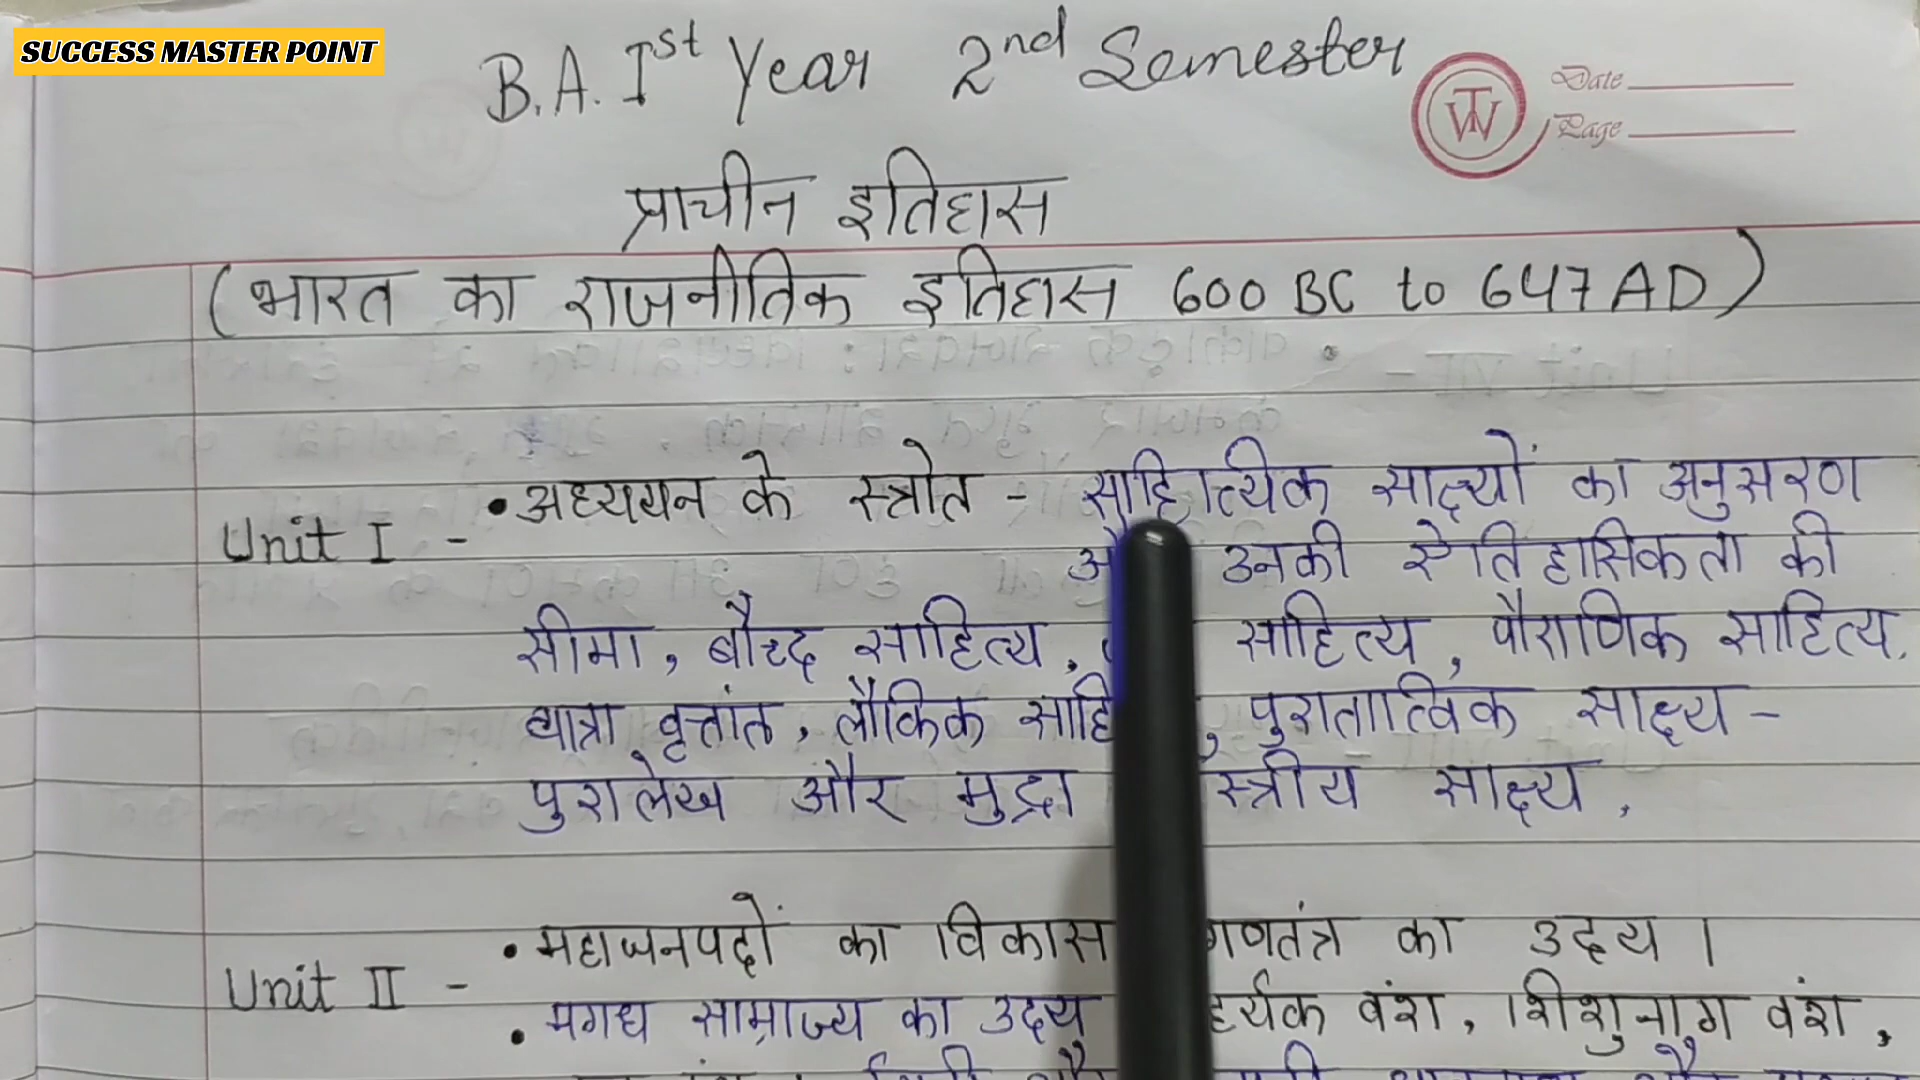 SUCCESS MASTER POINT
B.A. Ist Year 2nd Semester
Date
Page
TW
प्राचीन इतिहास
(भारत का राजनीतिक इतिहास 600 BC to 647 AD)
Unit I - • अध्ययन के स्त्रोत - साहित्यिक साक्ष्यों का अनुसरण
उनकी ऐतिहासिकता की
सीमा, बौद्ध साहित्य, साहित्य, पौराणिक साहित्य,
यात्रा वृत्तांत, लौकिक साहि , पुरातात्विक साक्ष्य -
पुरालेख और मुद्रा स्त्रीय साक्ष्य,
Unit II - • महाजनपदों का विकास गणतंत्र का उदय।
• मगध साम्राज्य का उदय हर्यक वंश, शिशुनाग वंश,